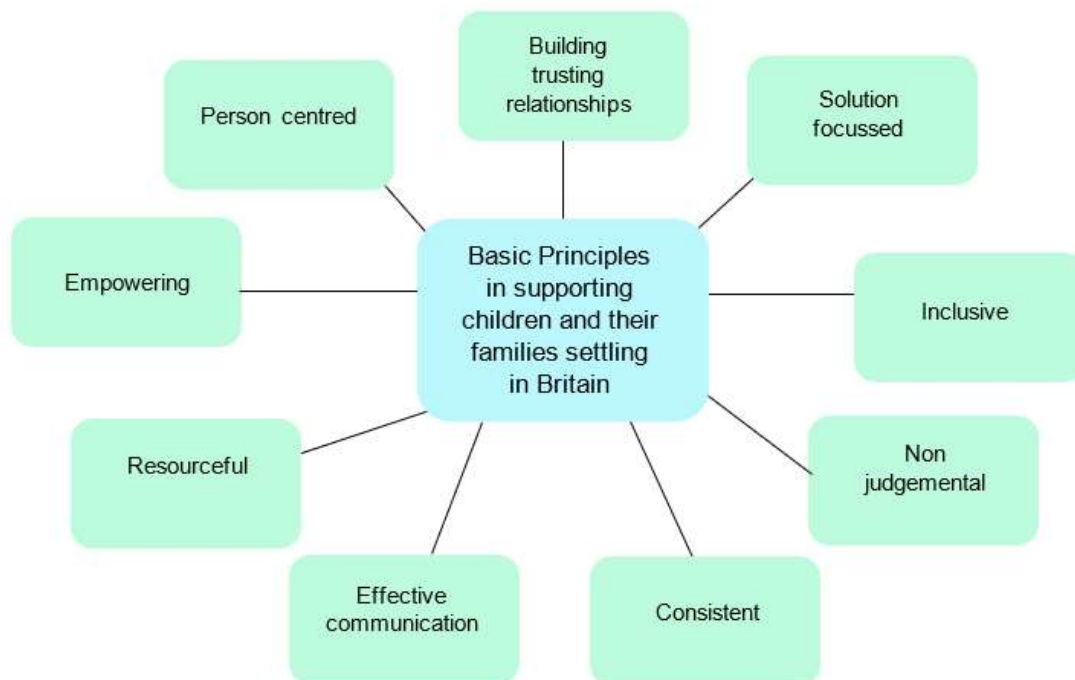 Building
trusting
relationships
Person centred
Solution
focussed
Empowering
Basic Principles
in supporting
children and their
families settling
in Britain
Inclusive
Resourceful
Non
judgemental
Effective
communication
Consistent